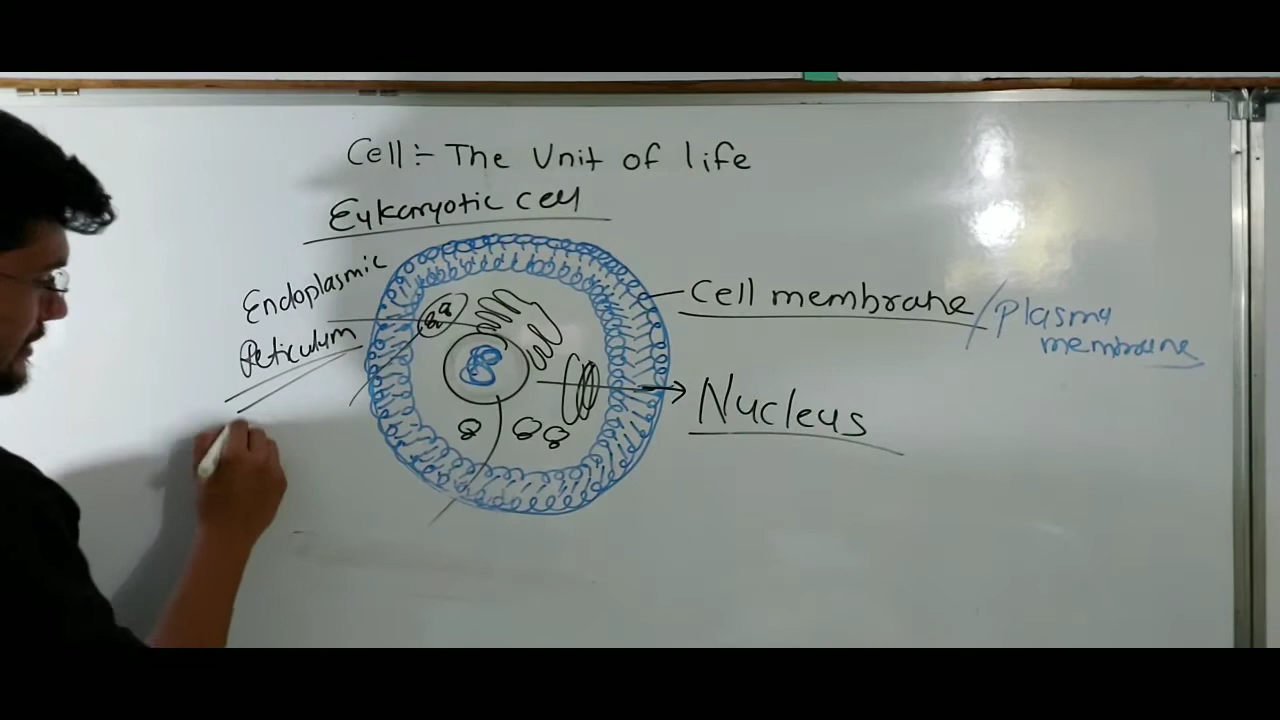 Cell :- The Unit of life
Eukaryotic cell
Endoplasmic
Reticulum
Cell membrane / Plasma
membrane
Nucleus